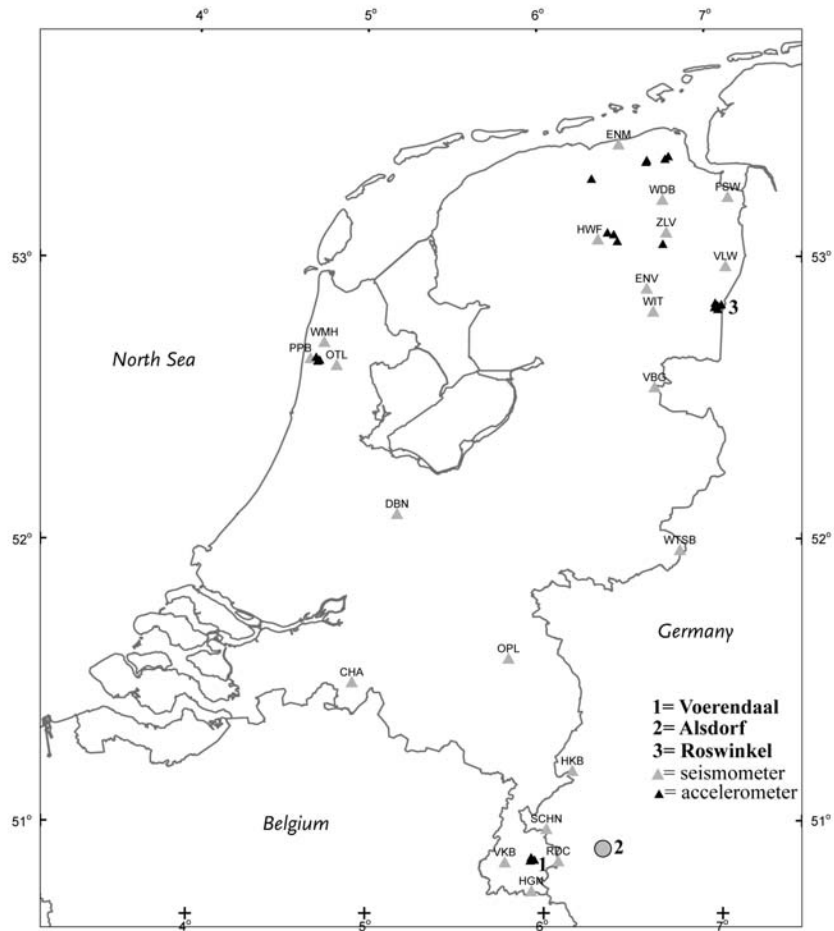 4° 5° 6° 7°
ENM
WDB FSW
HWF ZLV
53° 53°
VLW
ENV
WIT
3
WMH
PPB OTL
North Sea
VBG
DBN
52° 52°
WTSB
Germany
OPL
CHA
1= Voerendaal
2= Alsdorf
3= Roswinkel
= seismometer
= accelerometer
HKB
51° 51°
Belgium
SCHN
2
VKB 1 RDC
HGN
4° 5° 6° 7°